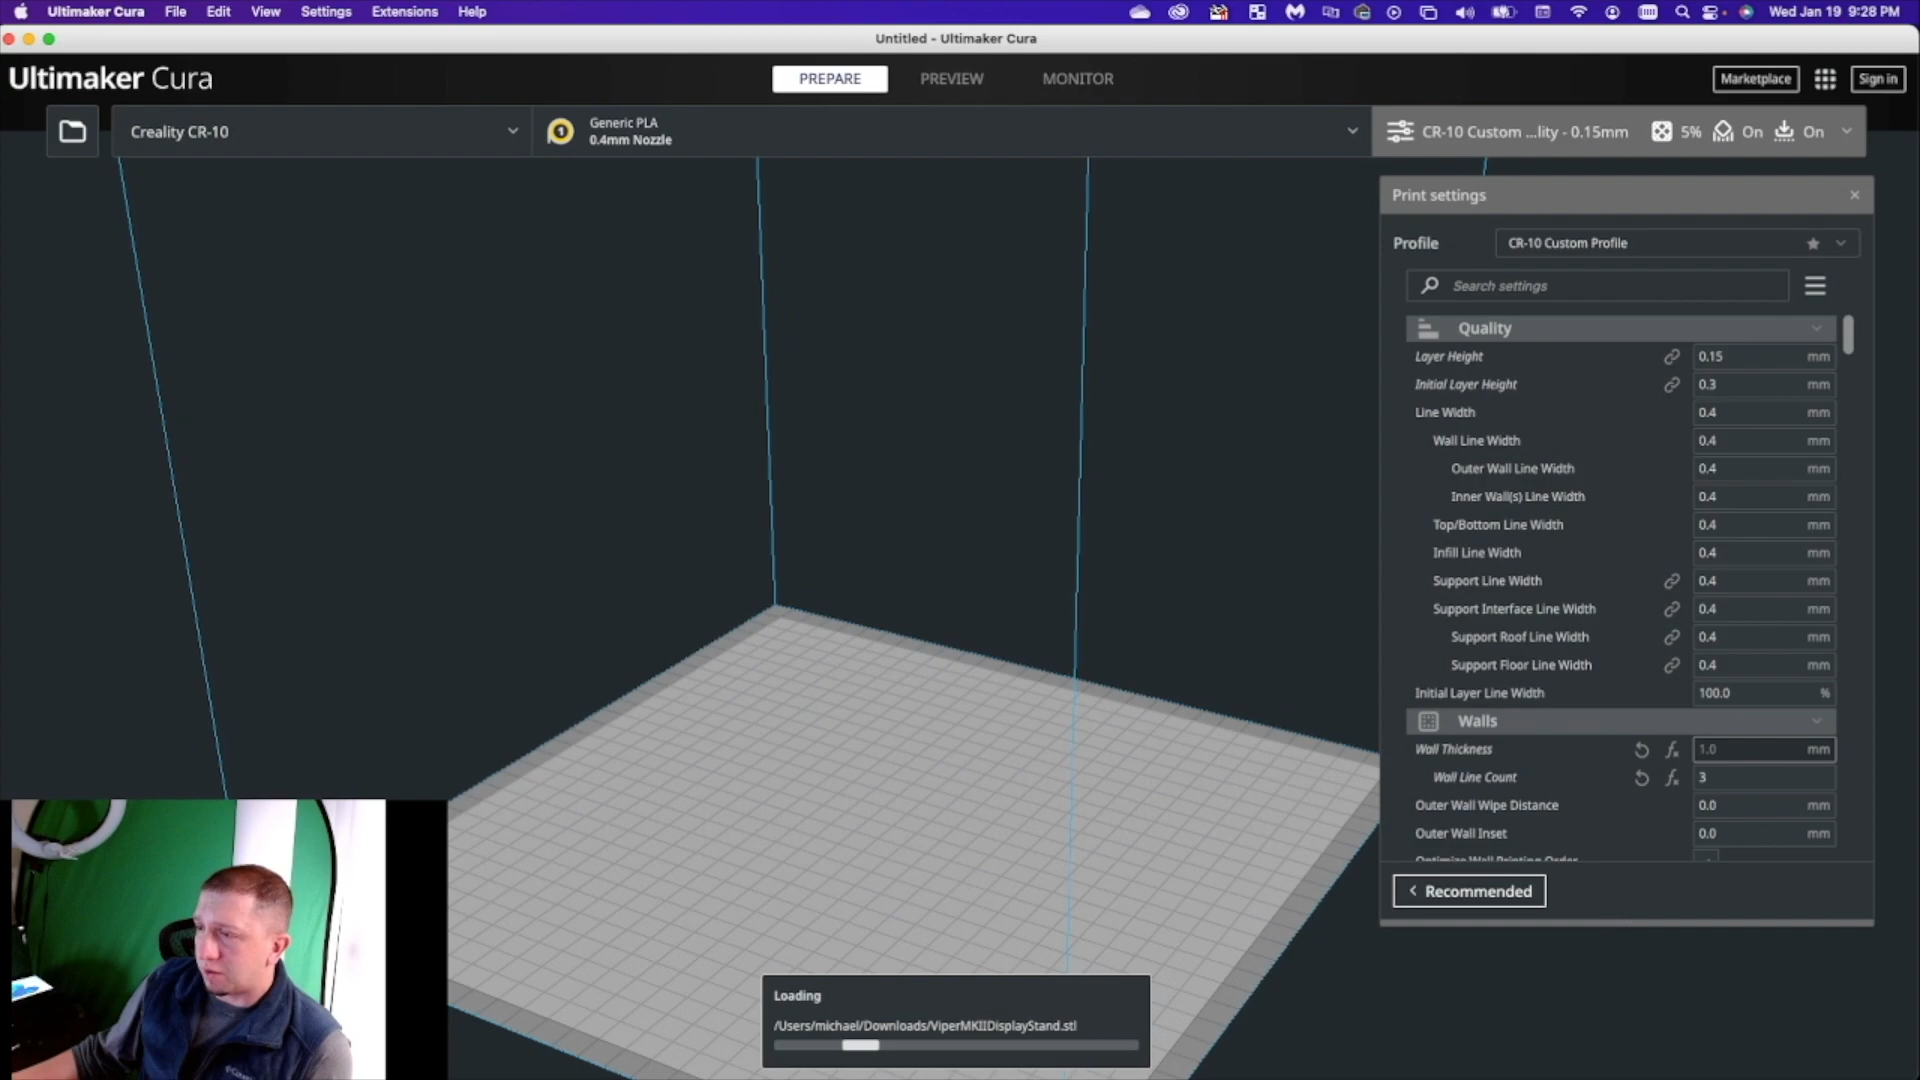 Ultimaker Cura File Edit View Settings Extensions Help Wed Jan 19 9:28 PM
Untitled - Ultimaker Cura
Ultimaker Cura PREPARE PREVIEW MONITOR Marketplace Sign in
Creality CR-10
1
Generic PLA
0.4mm Nozzle
CR-10 Custom ...lity - 0.15mm 5% On On
Print settings
Profile CR-10 Custom Profile
Search settings
Quality
Layer Height 0.15 mm
Initial Layer Height 0.3 mm
Line Width 0.4 mm
Wall Line Width 0.4 mm
Outer Wall Line Width 0.4 mm
Inner Wall(s) Line Width 0.4 mm
Top/Bottom Line Width 0.4 mm
Infill Line Width 0.4 mm
Support Line Width 0.4 mm
Support Interface Line Width 0.4 mm
Support Roof Line Width 0.4 mm
Support Floor Line Width 0.4 mm
Initial Layer Line Width 100.0 %
Walls
Wall Thickness 1.0 mm
Wall Line Count 3
Outer Wall Wipe Distance 0.0 mm
Outer Wall Inset 0.0 mm
Optimize Wall Printing Order
Recommended
Loading
/Users/michael/Downloads/ViperMKIIDisplayStand.stl